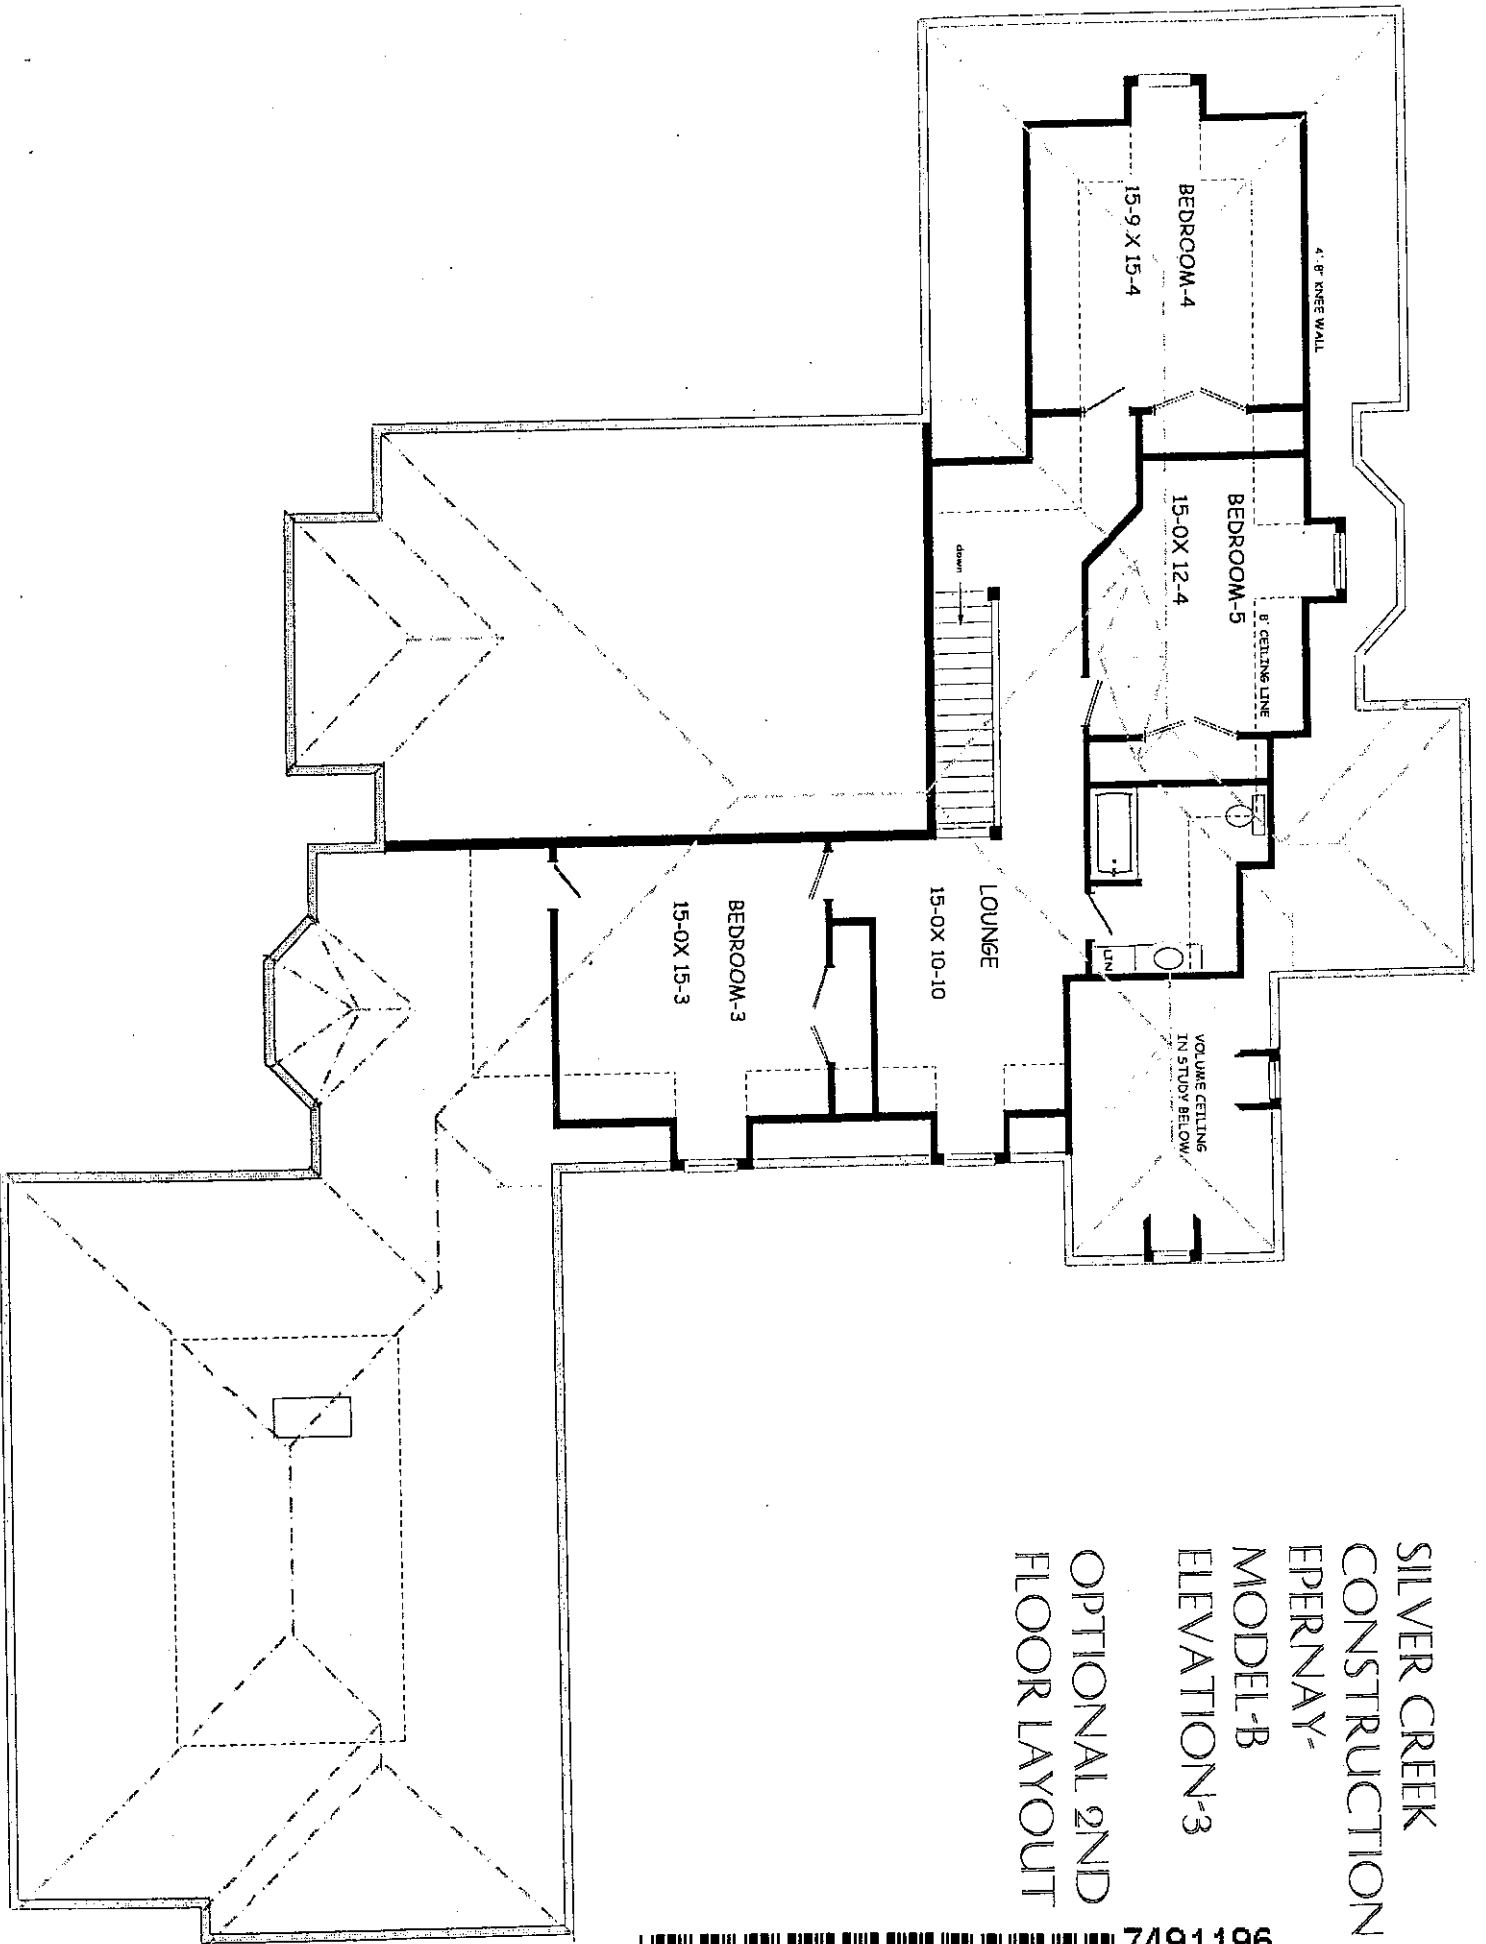 SILVER CREEK
CONSTRUCTION
EPERNAY-
MODEL-B
ELEVATION-3
OPTIONAL 2ND
FLOOR LAYOUT
4'-8" KNEE WALL
BEDROOM-4
15-9 X 15-4
BEDROOM-5
15-0X 12-4
8' CEILING LINE
down
LIN
VOLUME CEILING
IN STUDY BELOW
LOUNGE
15-0X 10-10
BEDROOM-3
15-0X 15-3
7491196